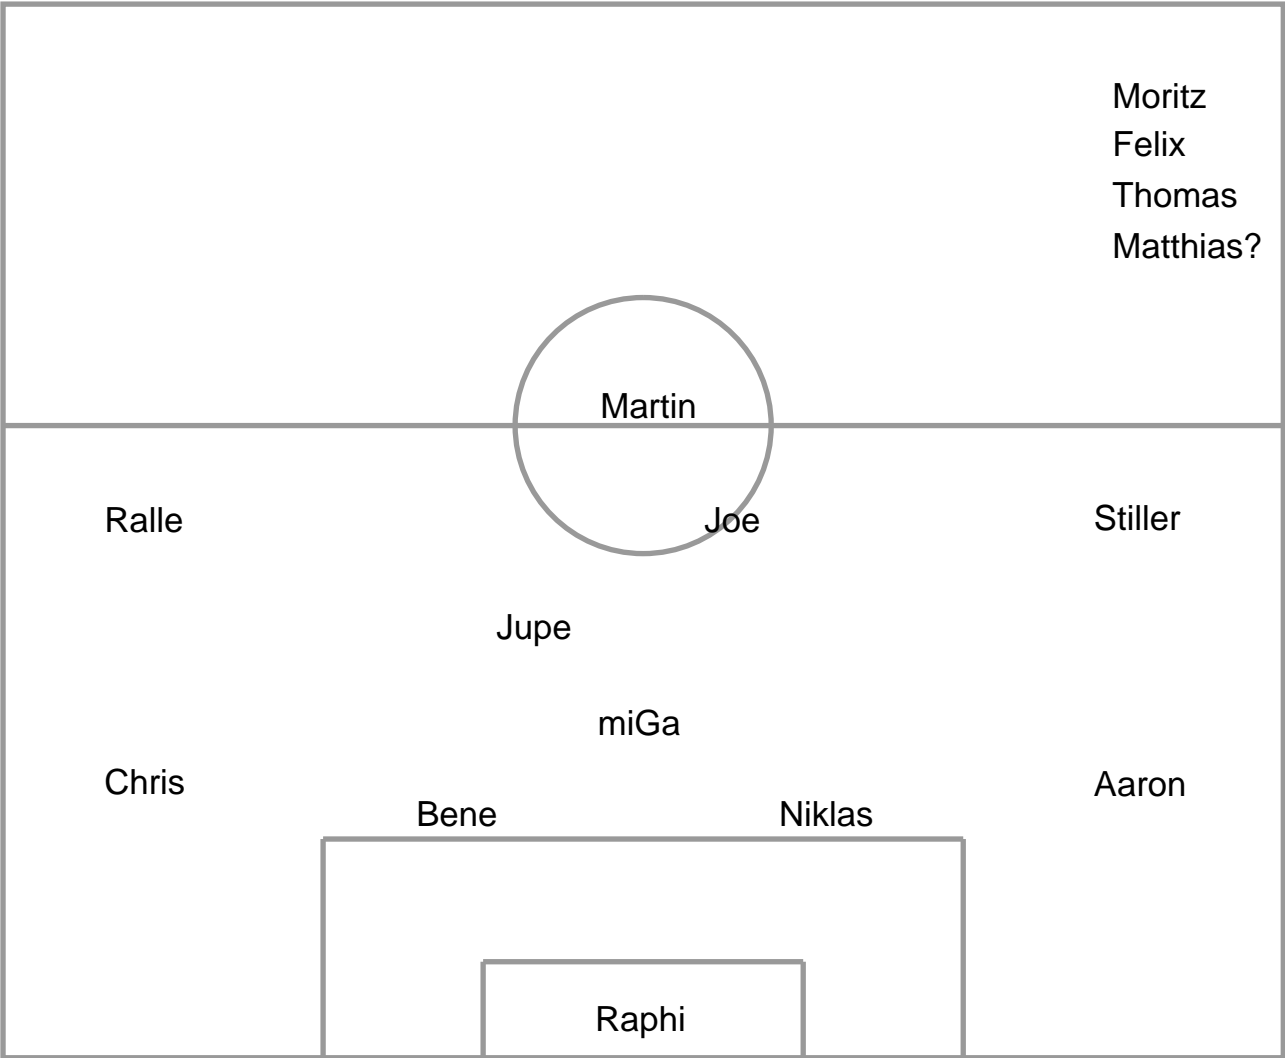 Moritz
Felix
Thomas
Matthias?
Martin
Ralle
Joe
Stiller
Jupe
miGa
Chris
Aaron
Bene
Niklas
Raphi